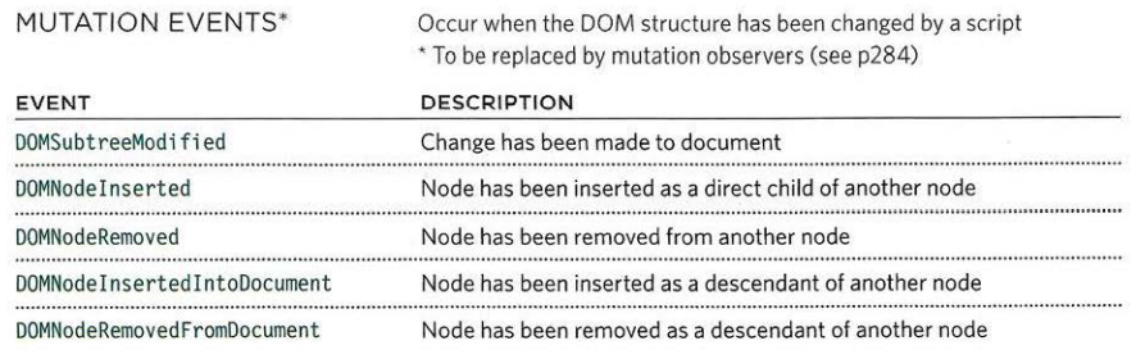 MUTATION EVENTS* Occur when the DOM structure has been changed by a script
* To be replaced by mutation observers (see p284)
EVENT DESCRIPTION
DOMSubtreeModified Change has been made to document
DOMNodeInserted Node has been inserted as a direct child of another node
DOMNodeRemoved Node has been removed from another node
DOMNodeInsertedIntoDocument Node has been inserted as a descendant of another node
DOMNodeRemovedFromDocument Node has been removed as a descendant of another node